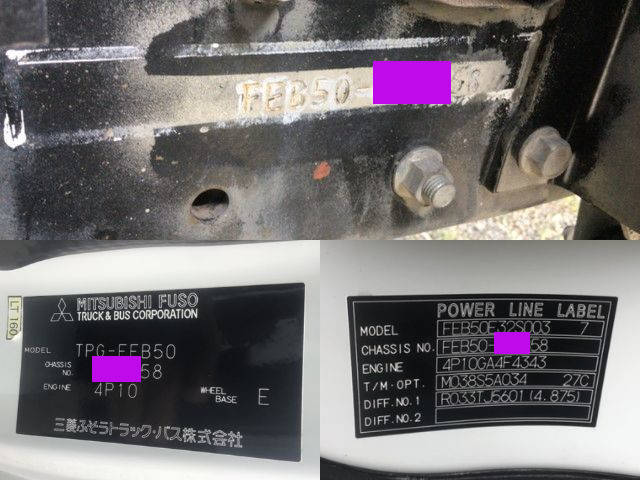 FEB50- 58
LT 160
MITSUBISHI FUSO
TRUCK & BUS CORPORATION
MODEL TPG-FEB50
CHASSIS NO. 58
ENGINE 4P10 WHEEL BASE E
三菱ふそうトラック・バス株式会社
POWER LINE LABEL
MODEL FEB50E32S003 7
CHASSIS NO. FEB50- 58
ENGINE 4P10GA4F4343
T/M・OPT. M038S5A034 27C
DIFF.NO.1 R033TJ5601 (4.875)
DIFF.NO.2